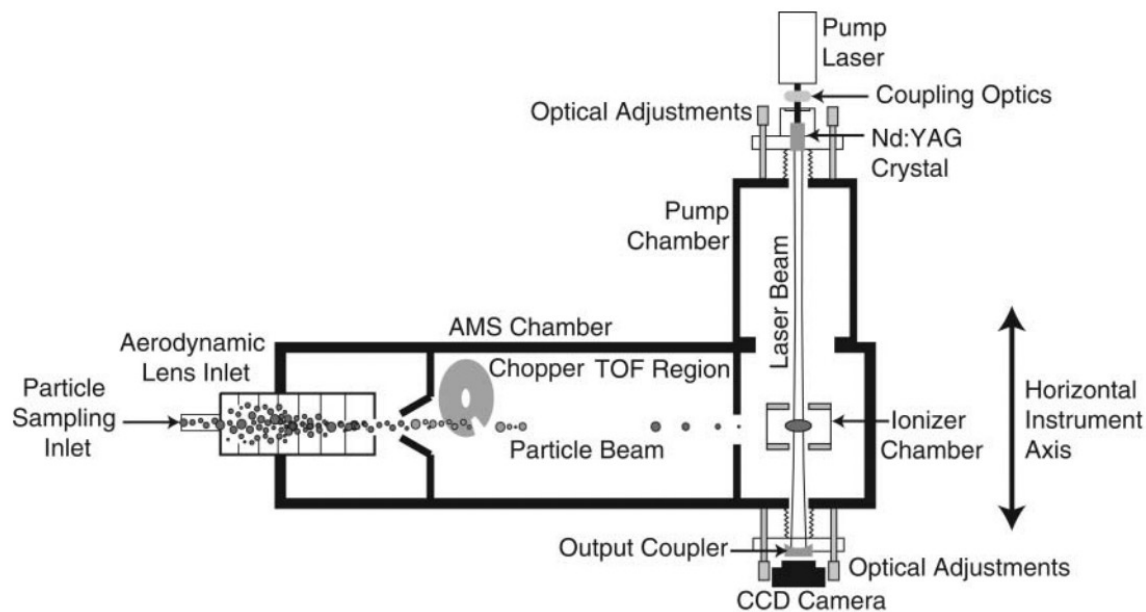 Pump
Laser
Coupling Optics
Optical Adjustments
Nd:YAG
Crystal
Pump
Chamber
Laser Beam
AMS Chamber
Aerodynamic
Lens Inlet
Chopper
TOF Region
Particle
Sampling
Inlet
Particle Beam
Ionizer
Chamber
Horizontal
Instrument
Axis
Output Coupler
Optical Adjustments
CCD Camera